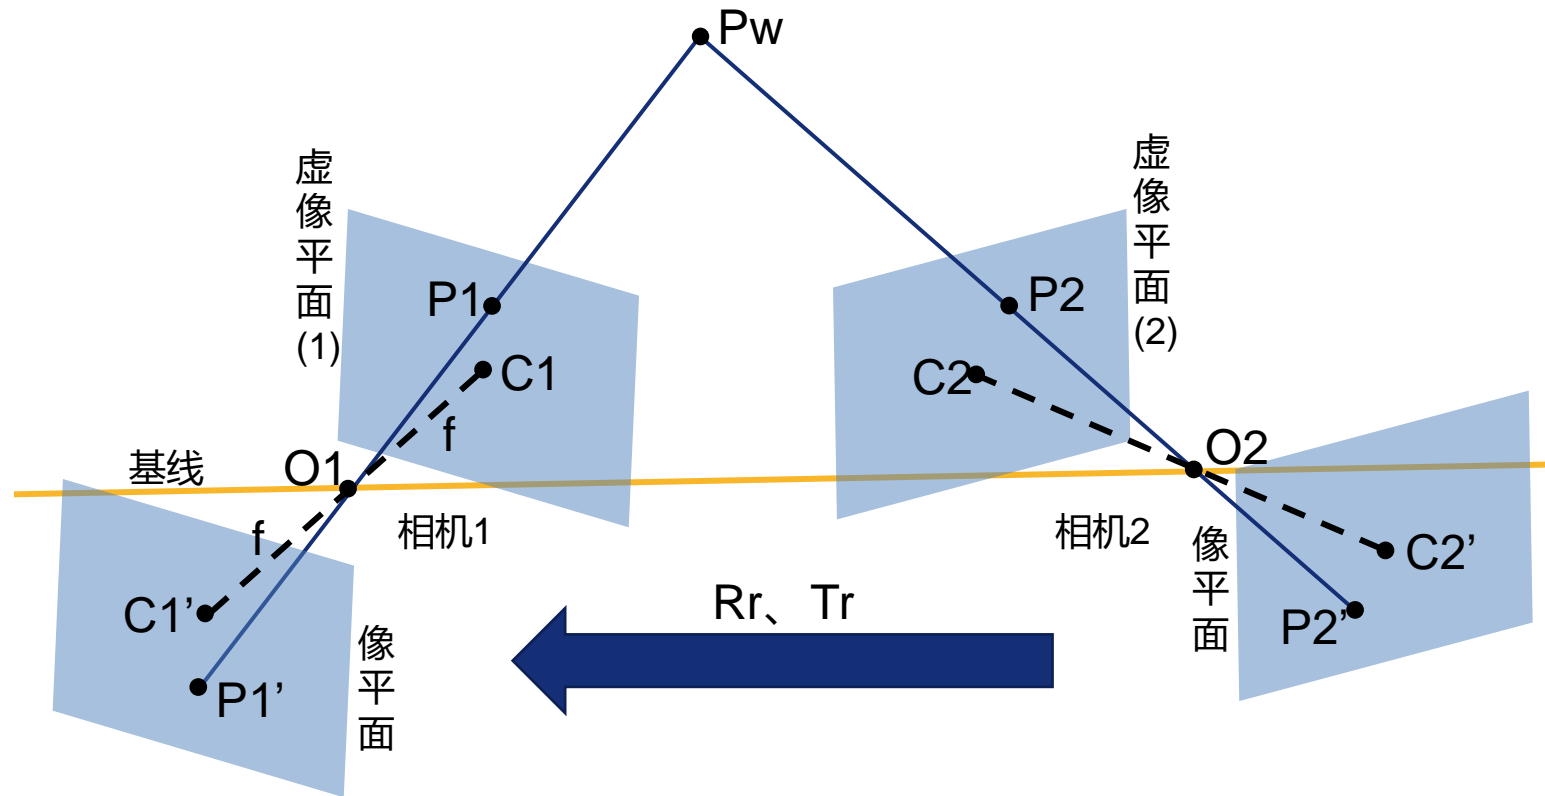 Pw
虚像平面(1)
虚像平面(2)
P1
P2
C1
C2
f
基线
O1
O2
相机1
相机2
f
像平面
C2’
Rr、Tr
C1’
P2’
像平面
P1’